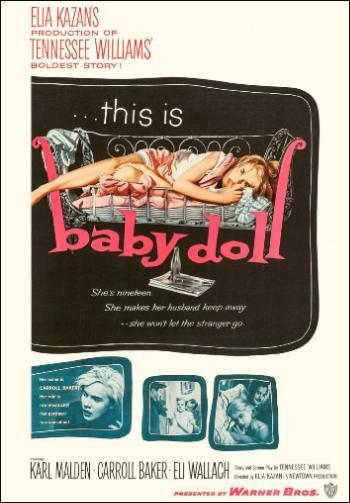 ELIA KAZAN'S
PRODUCTION OF
TENNESSEE WILLIAMS'
BOLDEST STORY!
...this is
baby doll
She's nineteen.
She makes her husband keep away
--she won't let the stranger go.
CARROLL BAKER
STARRING
KARL MALDEN · CARROLL BAKER · ELI WALLACH
Story and Screen Play by TENNESSEE WILLIAMS
Directed by ELIA KAZAN · A NEWTOWN PRODUCTION
PRESENTED BY WARNER BROS.